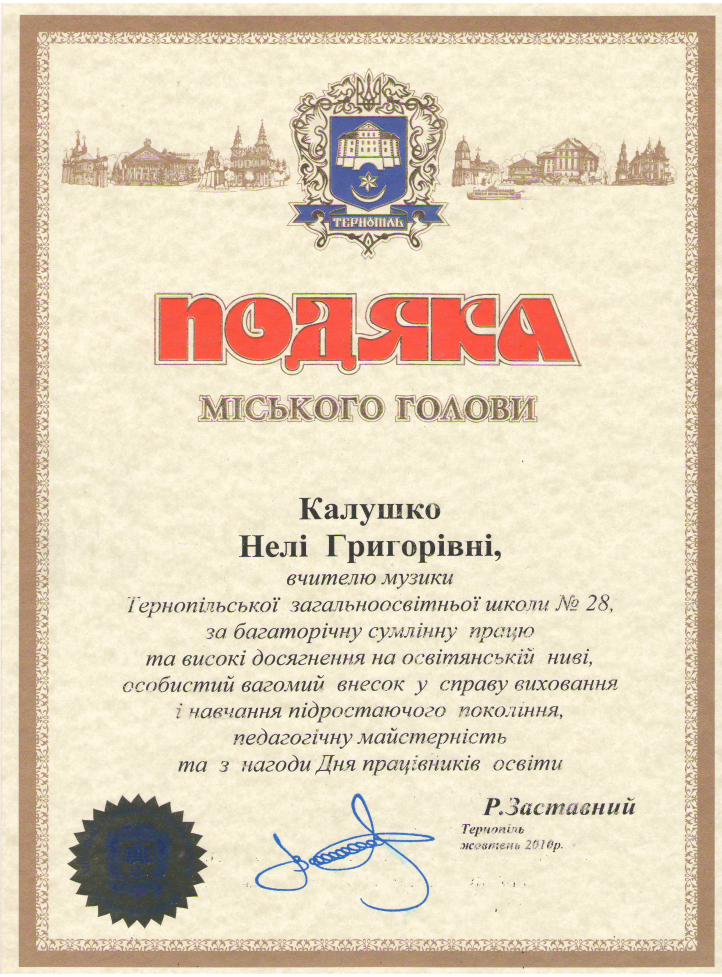 ТЕРНОПІЛЬ
ПОДЯКА
МІСЬКОГО ГОЛОВИ
Калушко
Нелі Григорівні,
вчителю музики
Тернопільської загальноосвітньої школи № 28,
за багаторічну сумлінну працю
та високі досягнення на освітянській ниві,
особистий вагомий внесок у справу виховання
і навчання підростаючого покоління,
педагогічну майстерність
та з нагоди Дня працівників освіти
Р.Заставний
Тернопіль
жовтень 2010р.